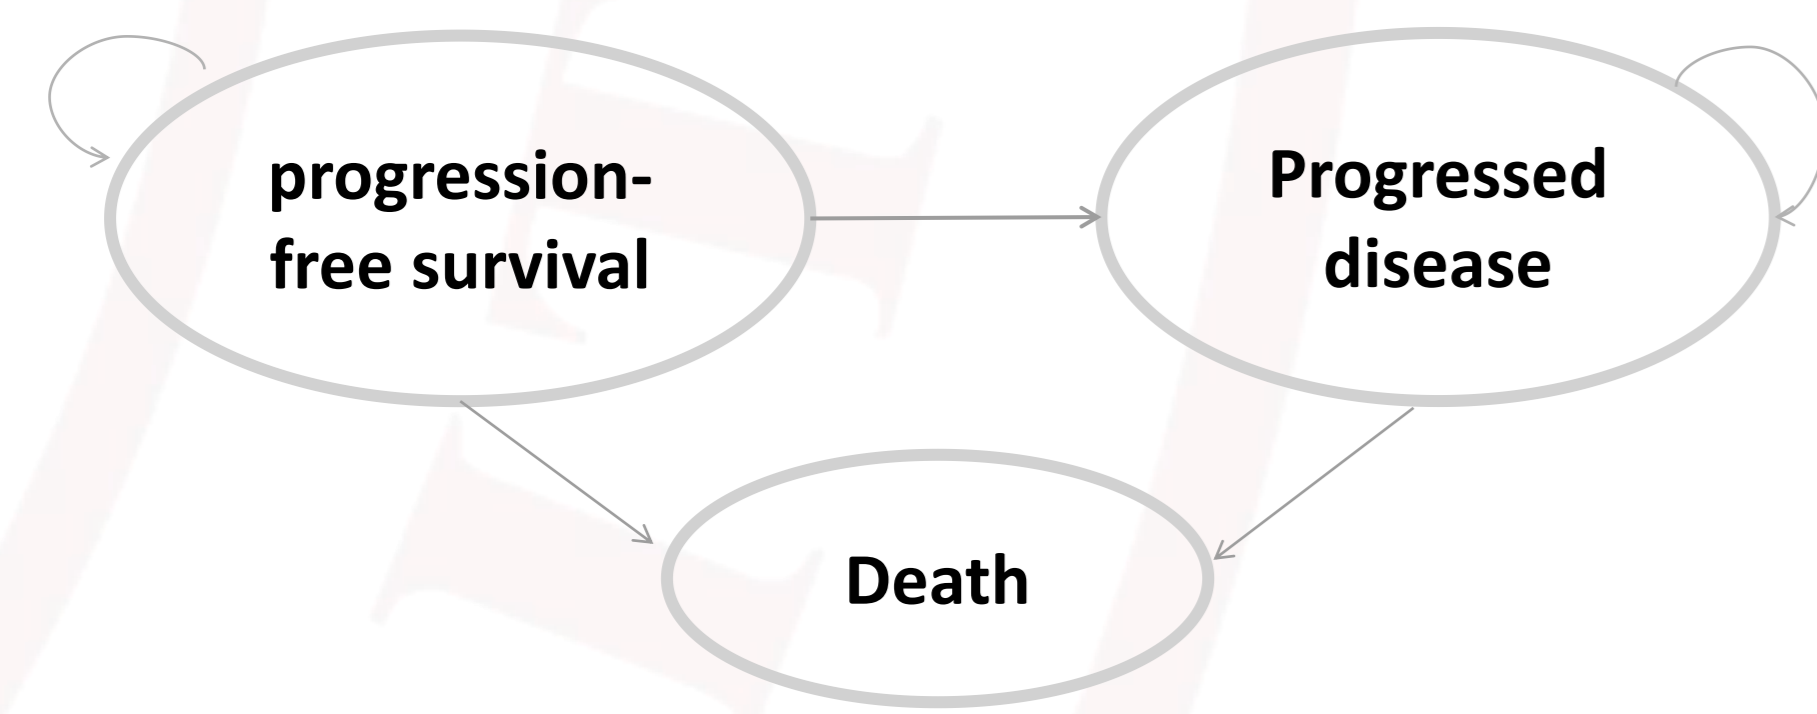 progression-
free survival
Progressed
disease
Death